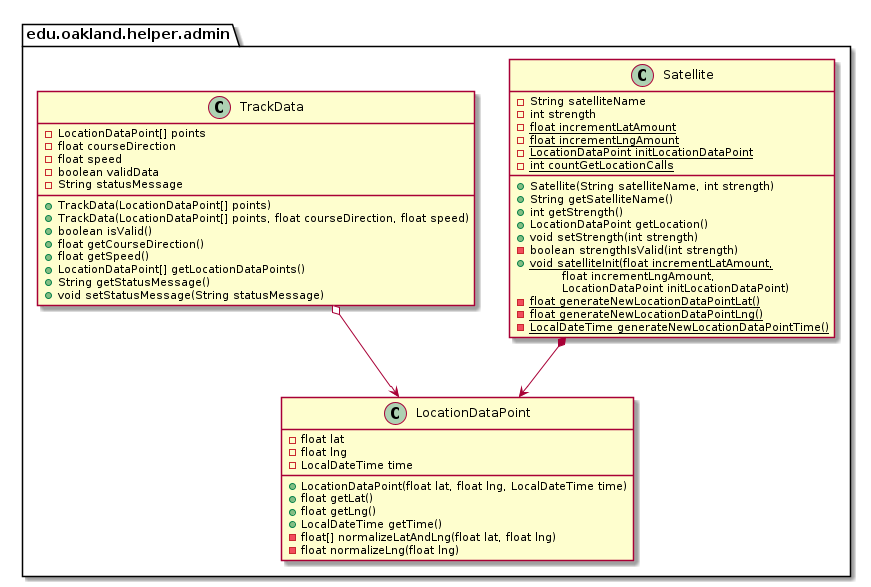 edu.oakland.helper.admin
C TrackData
LocationDataPoint[] points
float courseDirection
float speed
boolean validData
String statusMessage
TrackData(LocationDataPoint[] points)
TrackData(LocationDataPoint[] points, float courseDirection, float speed)
boolean isValid()
float getCourseDirection()
float getSpeed()
LocationDataPoint[] getLocationDataPoints()
String getStatusMessage()
void setStatusMessage(String statusMessage)
C Satellite
String satelliteName
int strength
float incrementLatAmount
float incrementLngAmount
LocationDataPoint initLocationDataPoint
int countGetLocationCalls
Satellite(String satelliteName, int strength)
String getSatelliteName()
int getStrength()
LocationDataPoint getLocation()
void setStrength(int strength)
boolean strengthIsValid(int strength)
void satelliteInit(float incrementLatAmount,
float incrementLngAmount,
LocationDataPoint initLocationDataPoint)
float generateNewLocationDataPointLat()
float generateNewLocationDataPointLng()
LocalDateTime generateNewLocationDataPointTime()
C LocationDataPoint
float lat
float lng
LocalDateTime time
LocationDataPoint(float lat, float lng, LocalDateTime time)
float getLat()
float getLng()
LocalDateTime getTime()
float[] normalizeLatAndLng(float lat, float lng)
float normalizeLng(float lng)